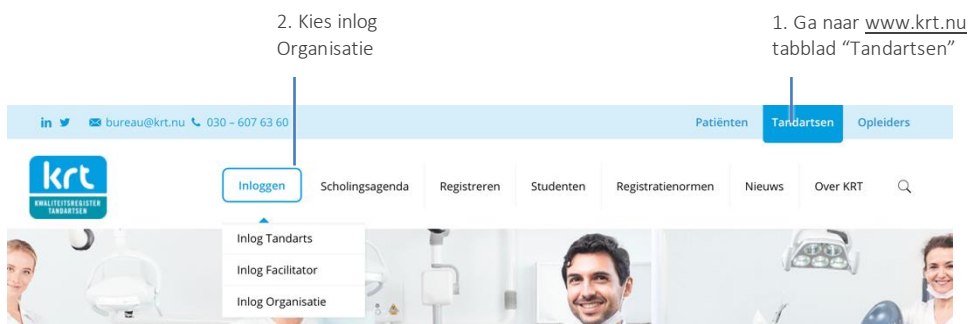 2. Kies inlog
Organisatie
1. Ga naar www.krt.nu
tabblad “Tandartsen”
in bureau@krt.nu 030 – 607 63 60
Patiënten Tandartsen Opleiders
krt
KWALITEITSREGISTER
TANDARTSEN
Inloggen Scholingsagenda Registreren Studenten Registratienormen Nieuws Over KRT
Inlog Tandarts
Inlog Facilitator
Inlog Organisatie